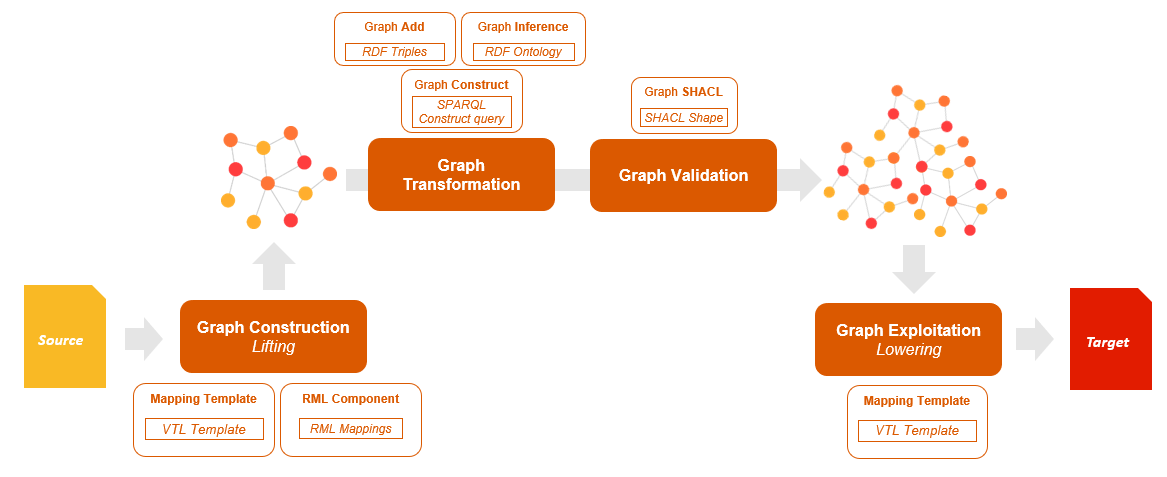 Graph Add
RDF Triples
Graph Inference
RDF Ontology
Graph Construct
SPARQL
Construct query
Graph SHACL
SHACL Shape
Graph
Transformation
Graph Validation
Source
Graph Construction
Lifting
Mapping Template
VTL Template
RML Component
RML Mappings
Graph Exploitation
Lowering
Mapping Template
VTL Template
Target